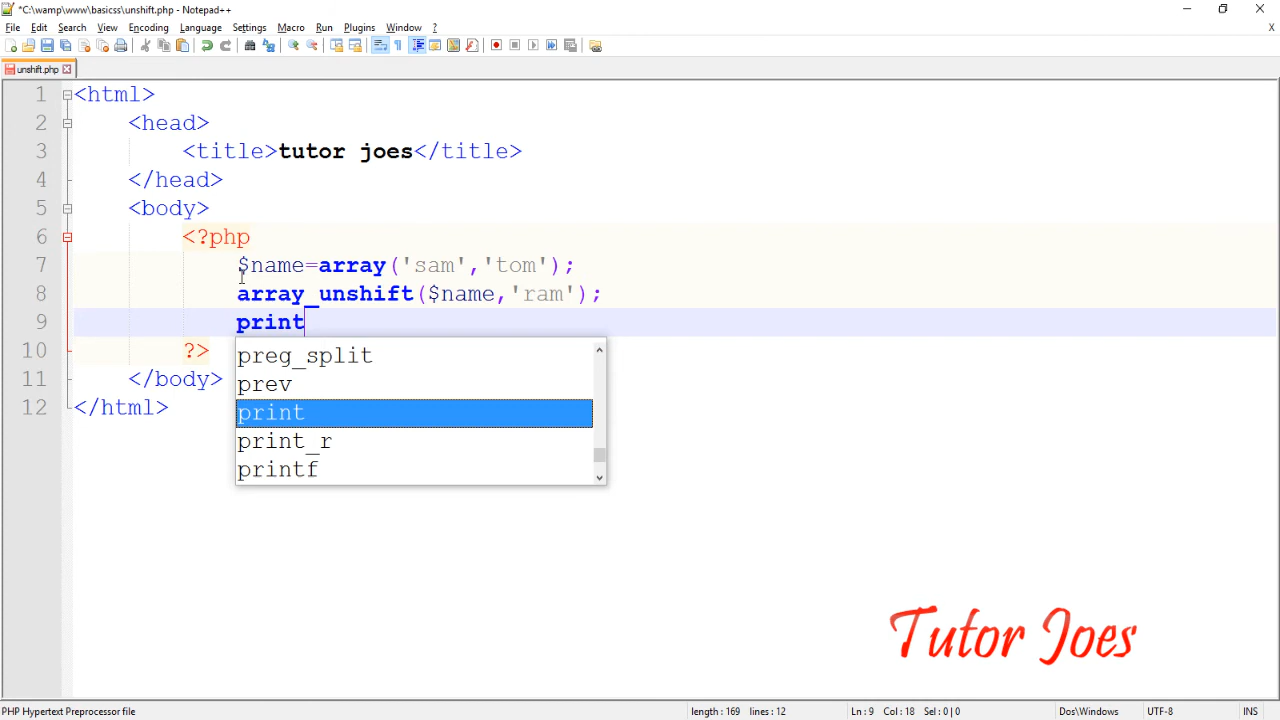 *C:\wamp\www\basicss\unshift.php - Notepad++
File Edit Search View Encoding Language Settings Macro Run Plugins Window ?
X
unshift.php
1 <html>
2 <head>
3 <title>tutor joes</title>
4 </head>
5 <body>
6 <?php
7 $name=array('sam','tom');
8 array_unshift($name,'ram');
9 print
10 ?>
11 </body>
12 </html>
preg_split
prev
print
print_r
printf
Tutor Joes
PHP Hypertext Preprocessor file length : 169 lines : 12 Ln : 9 Col : 18 Sel : 0 | 0 Dos\Windows UTF-8 INS